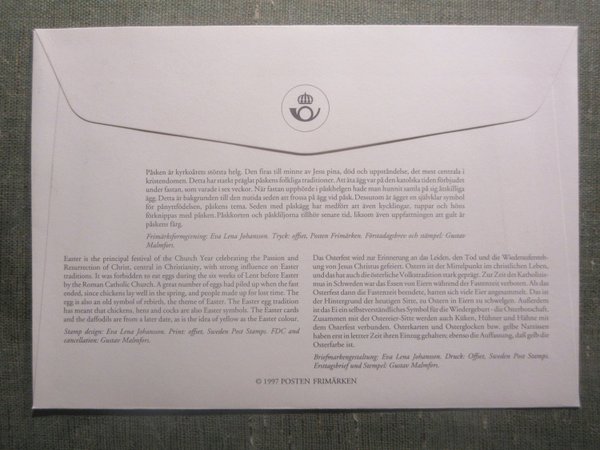 Påsken är kyrkoårets största helg. Den firas till minne av Jesu pina, död och uppståndelse, det mest centrala i
kristendomen. Detta har starkt präglat påskens folkliga traditioner. Att äta ägg var på den katolska tiden förbjudet
under fastan, som varade i sex veckor. När fastan upphörde i påskhelgen hade man hunnit samla på sig åtskilliga
ägg. Detta är bakgrunden till den nutida seden att frossa på ägg vid påsk. Dessutom är ägget en självklar symbol
för pånyttfödelsen, påskens tema. Seden med påskägg har medfört att även kycklingar, tuppar och höns
förknippas med påsken. Påskkorten och påskliljorna tillhör senare tid, liksom även uppfattningen att gult är
påskens färg.
Frimärksformgivning: Eva Lena Johansson. Tryck: offset, Posten Frimärken. Förstadagsbrev och stämpel: Gustav
Malmfors.
Easter is the principal festival of the Church Year celebrating the Passion and
Resurrection of Christ, central in Christianity, with strong influence on Easter
traditions. It was forbidden to eat eggs during the six weeks of Lent before Easter
by the Roman Catholic Church. A great number of eggs had piled up when the fast
ended, since chickens lay well in the spring, and people made up for lost time. The
egg is also an old symbol of rebirth, the theme of Easter. The Easter egg tradition
has meant that chickens, hens and cocks are also Easter symbols. The Easter cards
and the daffodils are from a later date, as is the idea of yellow as the Easter colour.
Stamp design: Eva Lena Johansson. Print: offset, Sweden Post Stamps. FDC and
cancellation: Gustav Malmfors.
Das Osterfest wird zur Erinnerung an das Leiden, den Tod und die Wiederaufersteh-
ung von Jesus Christus gefeiert; Ostern ist der Mittelpunkt im christlichen Leben,
und das hat auch die österliche Volkstradition stark geprägt. Zur Zeit des Katholizis-
mus in Schweden war das Essen von Eiern während der Fastenzeit verboten. Als das
Osterfest dann die Fastenzeit beendete, hatten sich viele Eier angesammelt. Das ist
der Hintergrund der heutigen Sitte, zu Ostern in Eiern zu schwelgen. Außerdem
ist das Ei ein selbstverständliches Symbol für die Wiedergeburt - die Osterbotschaft.
Zusammen mit der Ostereier-Sitte werden auch Küken, Hühner und Hähne mit
dem Osterfest verbunden. Osterkarten und Osterglocken bzw. gelbe Narzissen
haben erst in letzter Zeit ihren Einzug gehalten; ebenso die Auffassung, daß gelb die
Osterfarbe ist.
Briefmarkengestaltung: Eva Lena Johansson. Druck: Offset, Sweden Post Stamps.
Ersttagsbrief und Stempel: Gustav Malmfors.
© 1997 POSTEN FRIMÄRKEN